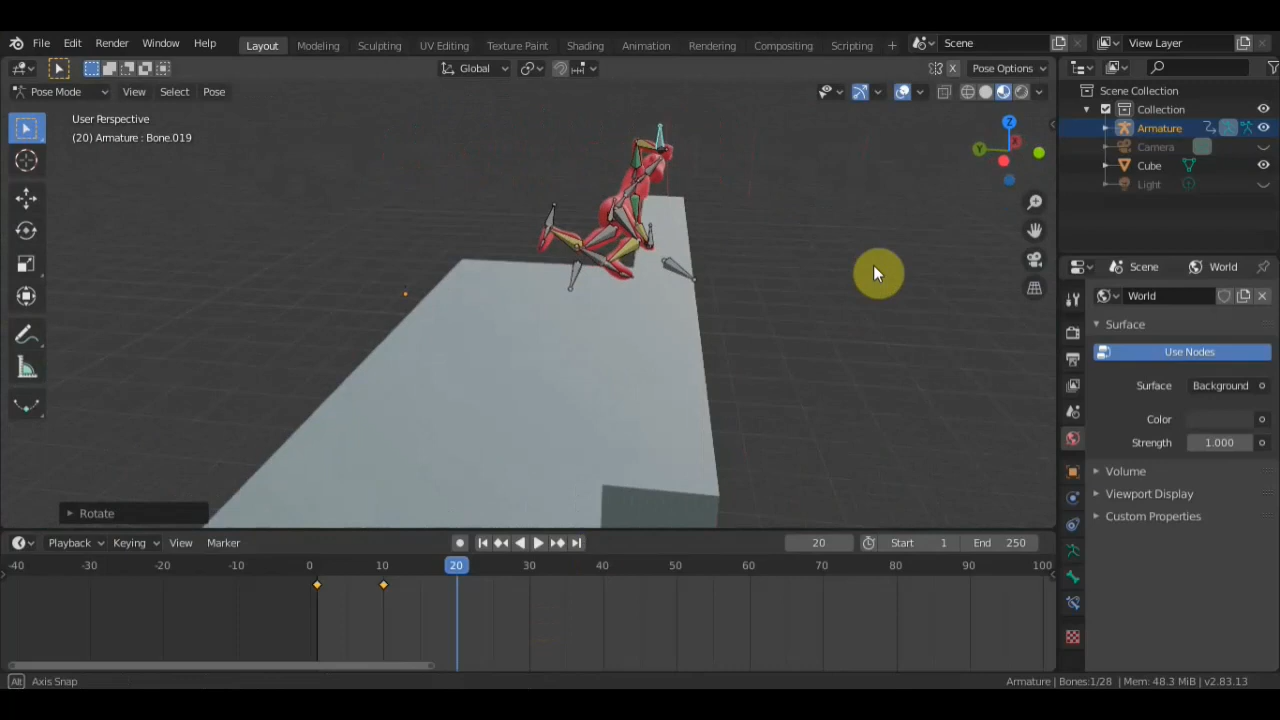 File Edit Render Window Help Layout Modeling Sculpting UV Editing Texture Paint Shading Animation Rendering Compositing Scripting + Scene View Layer
Global Pose Options
Pose Mode View Select Pose
X
User Perspective
(20) Armature : Bone.019
Z
X
Y
Rotate
Scene Collection
Collection
Armature
Camera
Cube
Light
Scene World
World
Surface
Use Nodes
Surface Background
Color
Strength 1.000
Volume
Viewport Display
Custom Properties
Playback Keying View Marker 20 Start 1 End 250
-40 -30 -20 -10 0 10 20 30 40 50 60 70 80 90 100
Alt Axis Snap Armature | Bones:1/28 | Mem: 48.3 MiB | v2.83.13